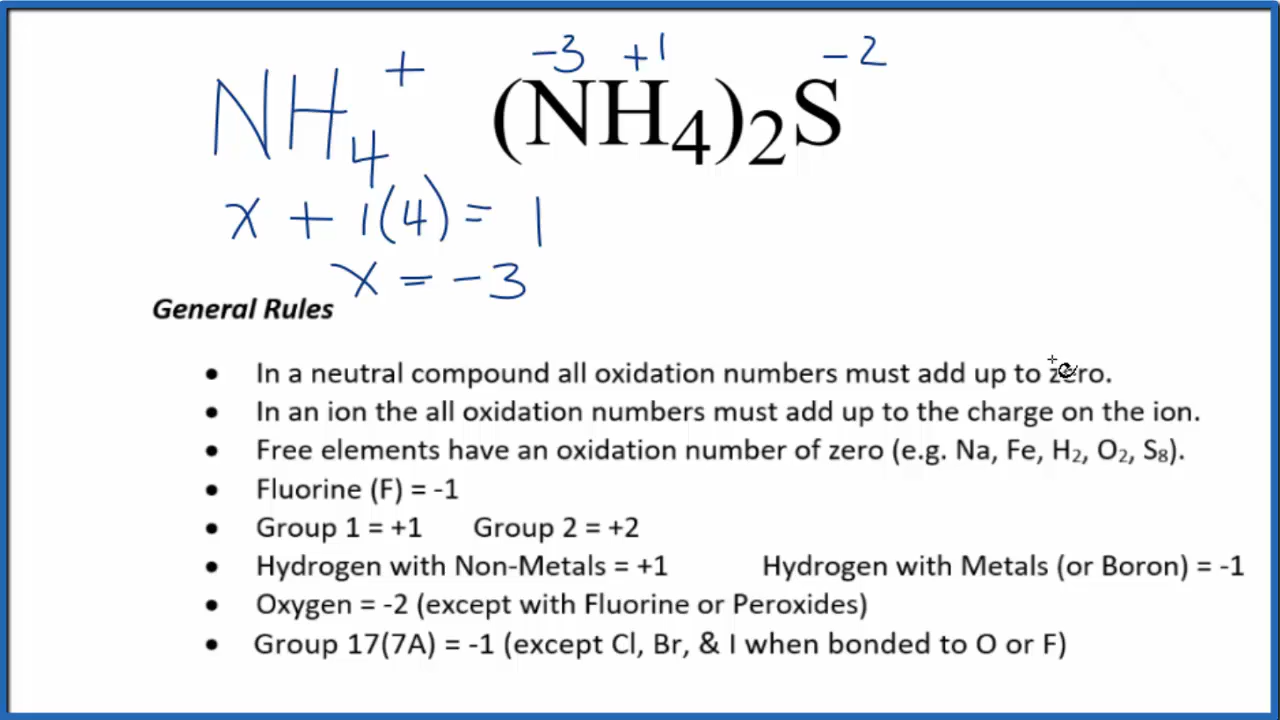 NH₄⁺
-3 +1 -2
(NH₄)₂S
x + 1(4) = 1
x = -3
General Rules
• In a neutral compound all oxidation numbers must add up to zero.
• In an ion the all oxidation numbers must add up to the charge on the ion.
• Free elements have an oxidation number of zero (e.g. Na, Fe, H₂, O₂, S₈).
• Fluorine (F) = -1
• Group 1 = +1 Group 2 = +2
• Hydrogen with Non-Metals = +1 Hydrogen with Metals (or Boron) = -1
• Oxygen = -2 (except with Fluorine or Peroxides)
• Group 17(7A) = -1 (except Cl, Br, & I when bonded to O or F)